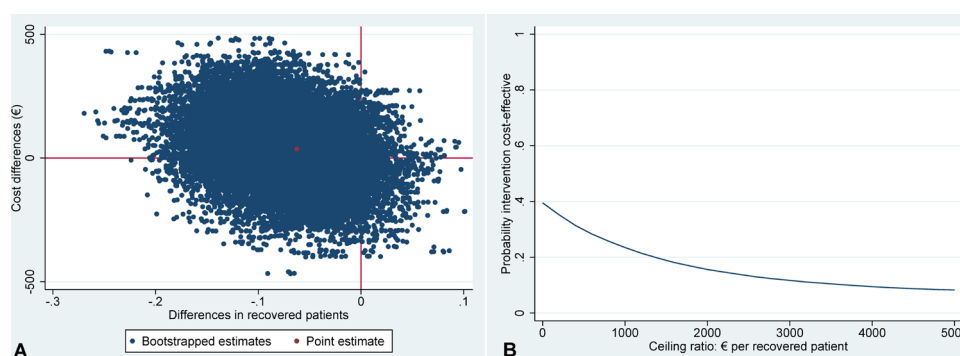 500
0
-500
Cost differences (€)
-.3
-.2
-.1
0
.1
Differences in recovered patients
Bootstrapped estimates
Point estimate
A
1
.8
.6
.4
.2
0
Probability intervention cost-effective
0
1000
2000
3000
4000
500
Ceiling ratio: € per recovered patient
B